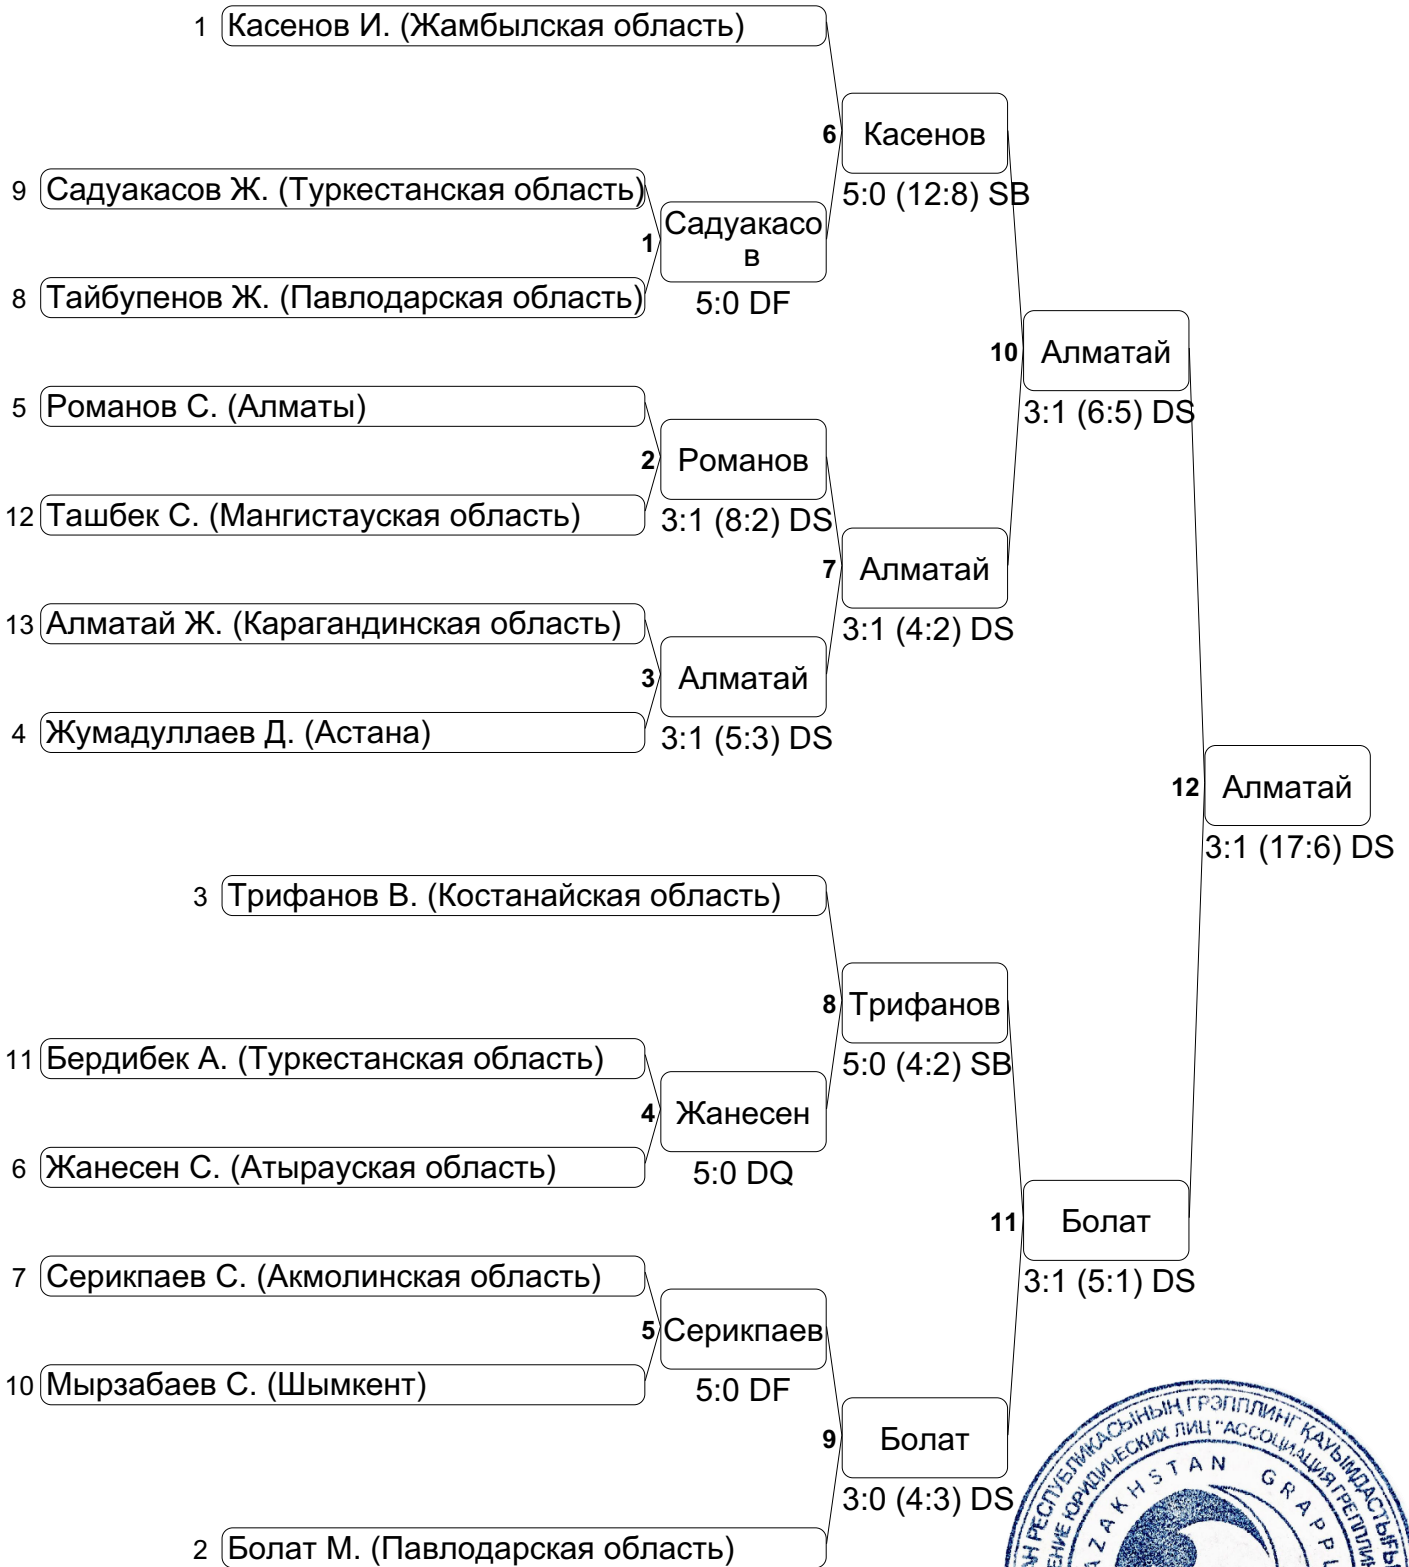 1 Касенов И. (Жамбылская область)
6 Касенов
5:0 (12:8) SB
9 Садуакасов Ж. (Туркестанская область)
1 Садуакасо
в
5:0 DF
8 Тайбупенов Ж. (Павлодарская область)
10 Алматай
3:1 (6:5) DS
5 Романов С. (Алматы)
2 Романов
3:1 (8:2) DS
12 Ташбек С. (Мангистауская область)
7 Алматай
3:1 (4:2) DS
13 Алматай Ж. (Карагандинская область)
3 Алматай
3:1 (5:3) DS
4 Жумадуллаев Д. (Астана)
12 Алматай
3:1 (17:6) DS
3 Трифанов В. (Костанайская область)
8 Трифанов
5:0 (4:2) SB
11 Бердибек А. (Туркестанская область)
4 Жанесен
5:0 DQ
6 Жанесен С. (Атырауская область)
11 Болат
3:1 (5:1) DS
7 Серикпаев С. (Акмолинская область)
5 Серикпаев
5:0 DF
10 Мырзабаев С. (Шымкент)
9 Болат
3:0 (4:3) DS
2 Болат М. (Павлодарская область)
РЕСПУБЛИКАСЫНЫҢ ГРЭППЛИНГ ҚАУЫМДАСТЫҒЫ
ЮРИДИЧЕСКИХ ЛИЦ "АССОЦИАЦИЯ